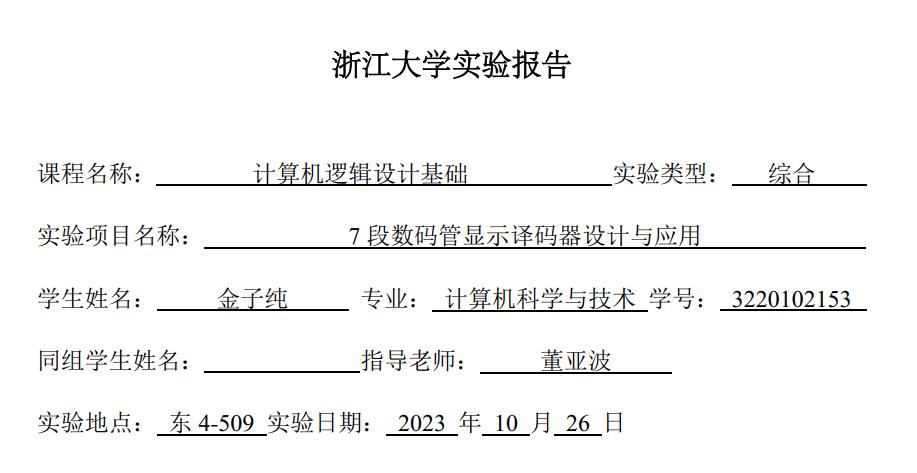 浙江大学实验报告
课程名称：计算机逻辑设计基础 实验类型：综合
实验项目名称：7 段数码管显示译码器设计与应用
学生姓名：金子纯 专业：计算机科学与技术 学号：3220102153
同组学生姓名： 指导老师：董亚波
实验地点：东 4-509 实验日期：2023 年 10 月 26 日